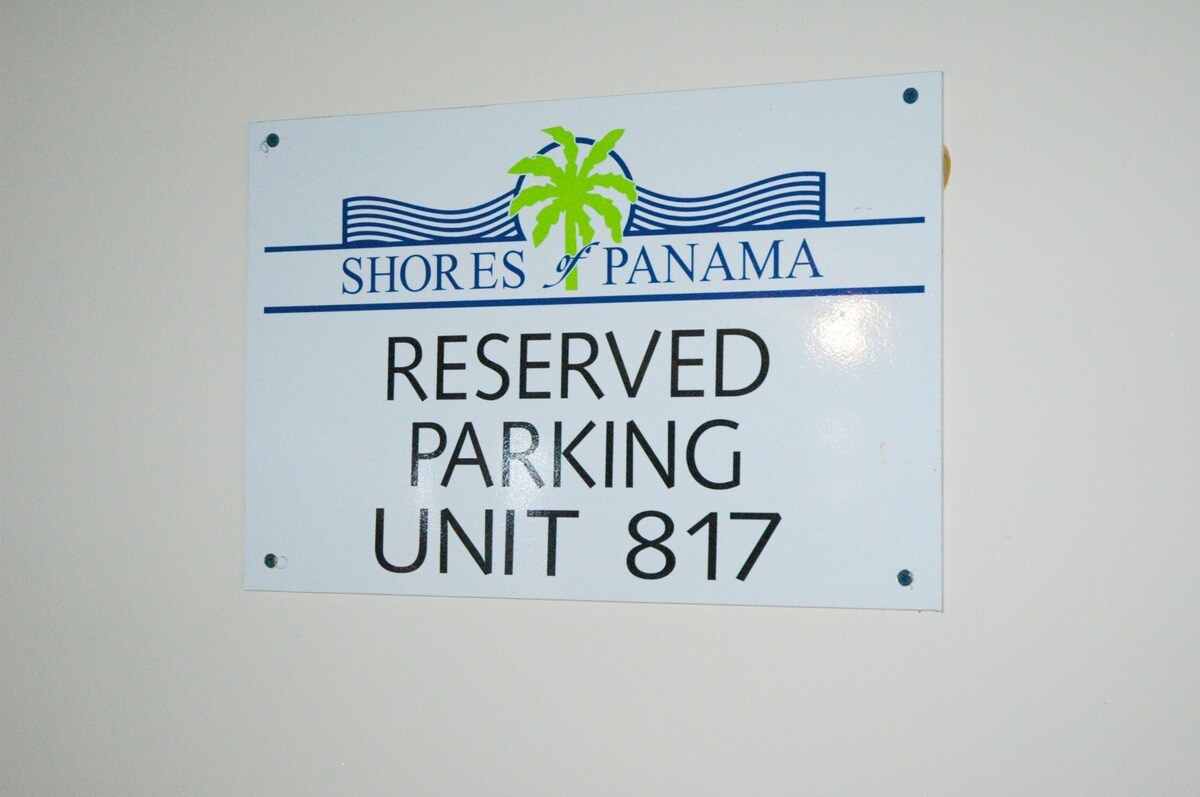 SHORES of PANAMA
RESERVED
PARKING
UNIT 817